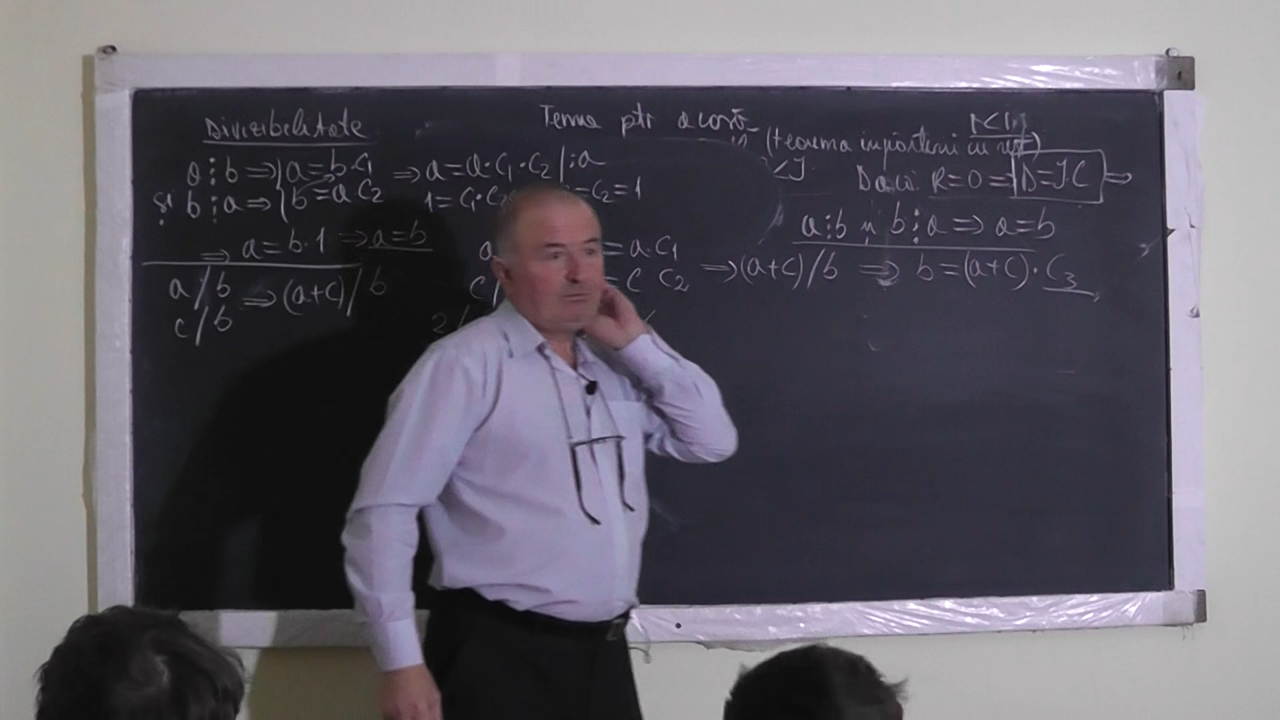 Divizibilitate
a⋮b ⇒ a=b·c1 ⇒ a=a·c1·c2 | :a
și b⋮a ⇒ b=a c2 1=c1·c2 =c2=1
⇒ a=b·1 ⇒ a=b
a/b
c/b ⇒ (a+c)/b
Tema ptr acasă
(teorema împărțirii cu rest)
Dacă R=0 ⇒ D=ÎC ⇒
a⋮b și b⋮a ⇒ a=b
a =a·c1
c/ =c c2 ⇒ (a+c)/b ⇒ b=(a+c)·c3
2/